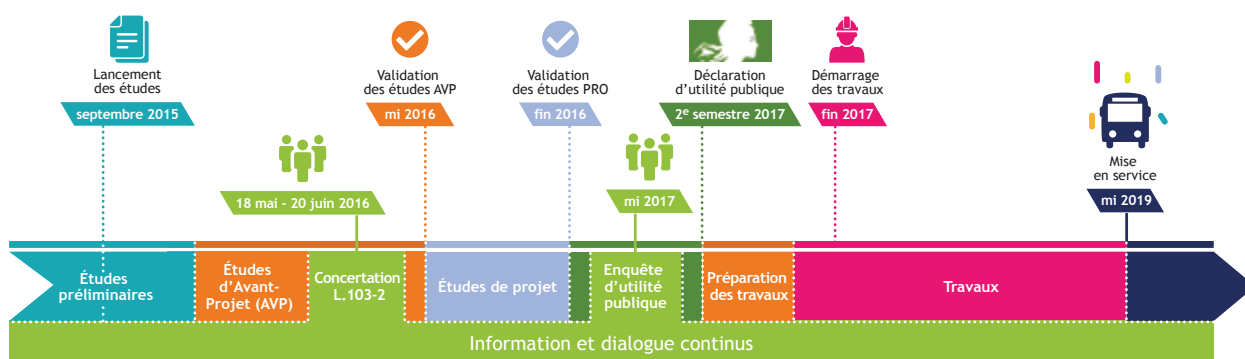 Lancement
des études
septembre 2015
Validation
des études AVP
mi 2016
Validation
des études PRO
fin 2016
Déclaration
d'utilité publique
2e semestre 2017
Démarrage
des travaux
fin 2017
18 mai - 20 juin 2016
mi 2017
Mise
en service
mi 2019
Études
préliminaires
Études
d'Avant-
Projet (AVP)
Concertation
L.103-2
Études de projet
Enquête
d'utilité
publique
Préparation
des travaux
Travaux
Information et dialogue continus